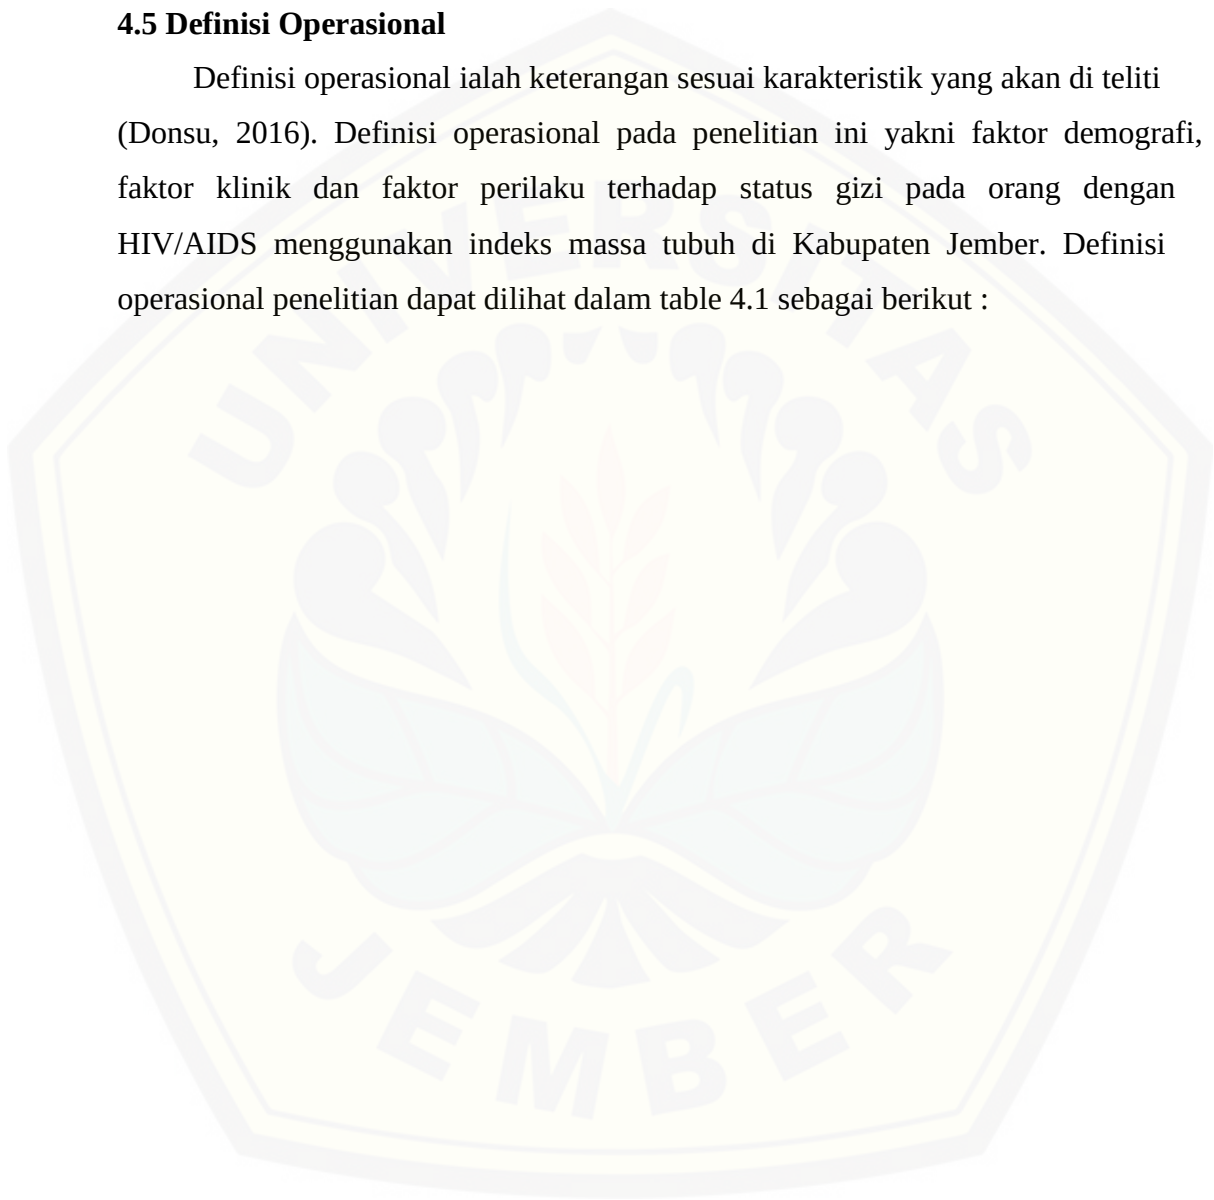 4.5 Definisi Operasional
Definisi operasional ialah keterangan sesuai karakteristik yang akan di teliti
(Donsu, 2016). Definisi operasional pada penelitian ini yakni faktor demografi,
faktor klinik dan faktor perilaku terhadap status gizi pada orang dengan
HIV/AIDS menggunakan indeks massa tubuh di Kabupaten Jember. Definisi
operasional penelitian dapat dilihat dalam table 4.1 sebagai berikut :
UNIVERSITAS
JEMBER